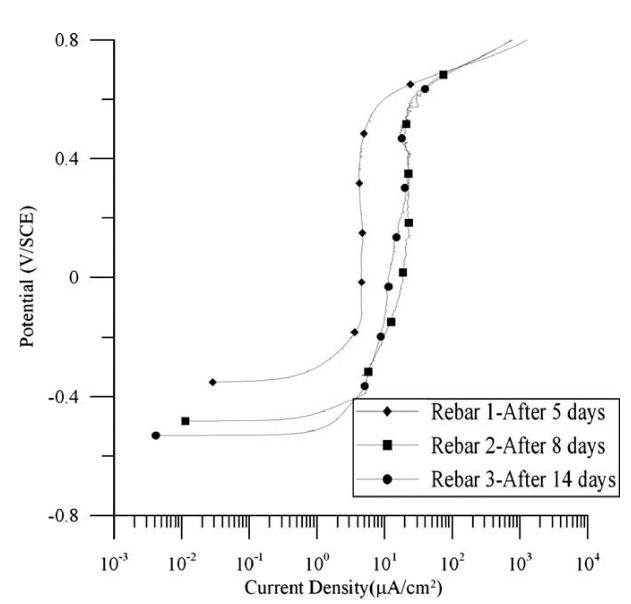 0.8
0.4
0
-0.4
-0.8
Potential (V/SCE)
Rebar 1-After 5 days
Rebar 2-After 8 days
Rebar 3-After 14 days
10⁻³ 10⁻² 10⁻¹ 10⁰ 10¹ 10² 10³ 10⁴
Current Density(μA/cm²)